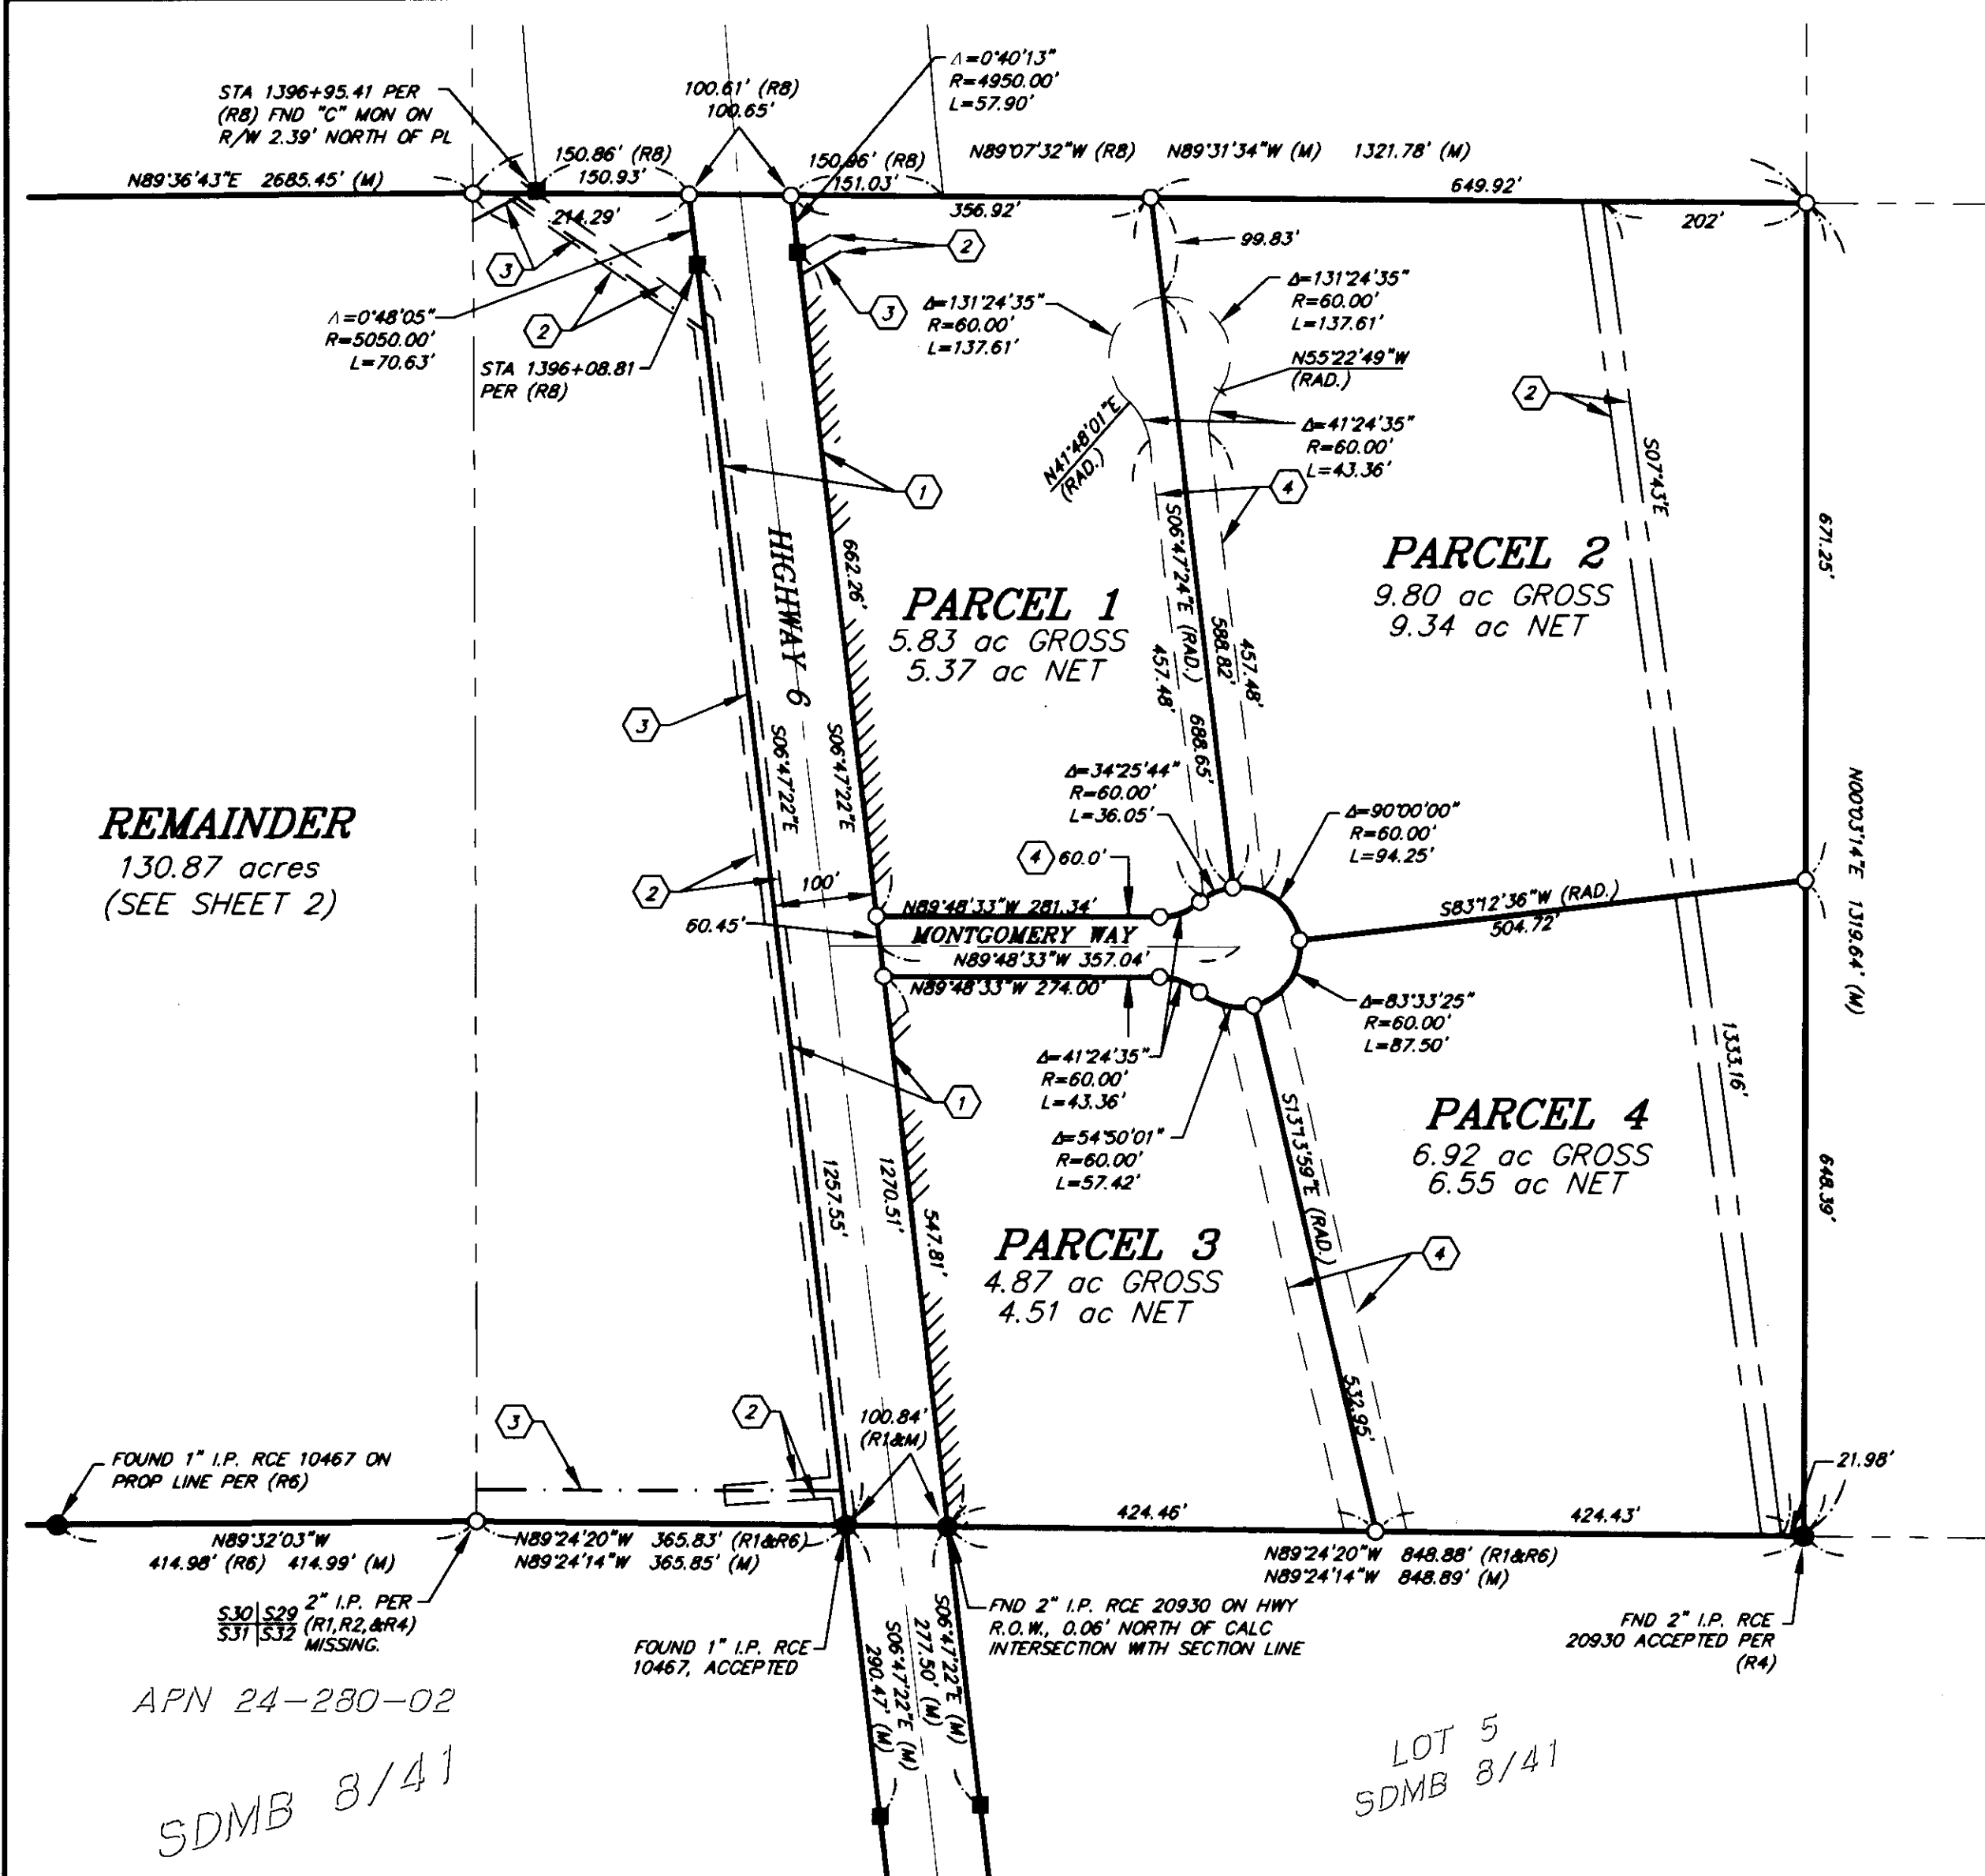 STA 1396+95.41 PER
(R8) FND "C" MON ON
R/W 2.39' NORTH OF PL
100.61' (R8)
100.65'
Δ=0°40'13"
R=4950.00'
L=57.90'
N89°36'43"E 2685.45' (M)
150.86' (R8)
150.93'
150.96' (R8)
151.03'
N89°07'32"W (R8) N89°31'34"W (M) 1321.78' (M)
649.92'
214.29'
356.92'
202'
99.83'
3
2
3
2
Δ=0°48'05"
R=5050.00'
L=70.63'
STA 1396+08.81
PER (R8)
Δ=131°24'35"
R=60.00'
L=137.61'
Δ=131°24'35"
R=60.00'
L=137.61'
N55°22'49"W
(RAD.)
N41°48'01"E
(RAD.)
Δ=41°24'35"
R=60.00'
L=43.36'
2
S07°43'E
1
4
HIGHWAY 6
662.26'
S06°47'24"E (RAD.)
588.82'
457.48'
457.48'
688.65'
671.25'
PARCEL 1
5.83 ac GROSS
5.37 ac NET
PARCEL 2
9.80 ac GROSS
9.34 ac NET
3
S06°47'22"E
S06°47'22"E
REMAINDER
130.87 acres
(SEE SHEET 2)
Δ=34°25'44"
R=60.00'
L=36.05'
Δ=90°00'00"
R=60.00'
L=94.25'
N00°03'14"E 1319.64' (M)
2
100'
4
60.0'
60.45'
N89°48'33"W 281.34'
MONTGOMERY WAY
N89°48'33"W 357.04'
N89°48'33"W 274.00'
S83°12'36"W (RAD.)
504.72'
Δ=83°33'25"
R=60.00'
L=87.50'
Δ=41°24'35"
R=60.00'
L=43.36'
1
Δ=54°50'01"
R=60.00'
L=57.42'
S13°13'59"E (RAD.)
1333.16'
PARCEL 4
6.92 ac GROSS
6.55 ac NET
648.39'
1257.55'
1270.51'
547.81'
PARCEL 3
4.87 ac GROSS
4.51 ac NET
4
532.95'
3
2
100.84'
(R1&M)
FOUND 1" I.P. RCE 10467 ON
PROP LINE PER (R6)
21.98'
424.46'
424.43'
N89°32'03"W
414.98' (R6) 414.99' (M)
N89°24'20"W 365.83' (R1&R6)
N89°24'14"W 365.85' (M)
N89°24'20"W 848.88' (R1&R6)
N89°24'14"W 848.89' (M)
S30 S29
S31 S32
2" I.P. PER
(R1,R2,&R4)
MISSING.
FOUND 1" I.P. RCE
10467, ACCEPTED
S06°47'22"E (M)
290.47' (M)
S06°47'22"E (M)
277.50' (M)
FND 2" I.P. RCE 20930 ON HWY
R.O.W., 0.06' NORTH OF CALC
INTERSECTION WITH SECTION LINE
FND 2" I.P. RCE
20930 ACCEPTED PER
(R4)
APN 24-280-02
SDMB 8/41
LOT 5
SDMB 8/41